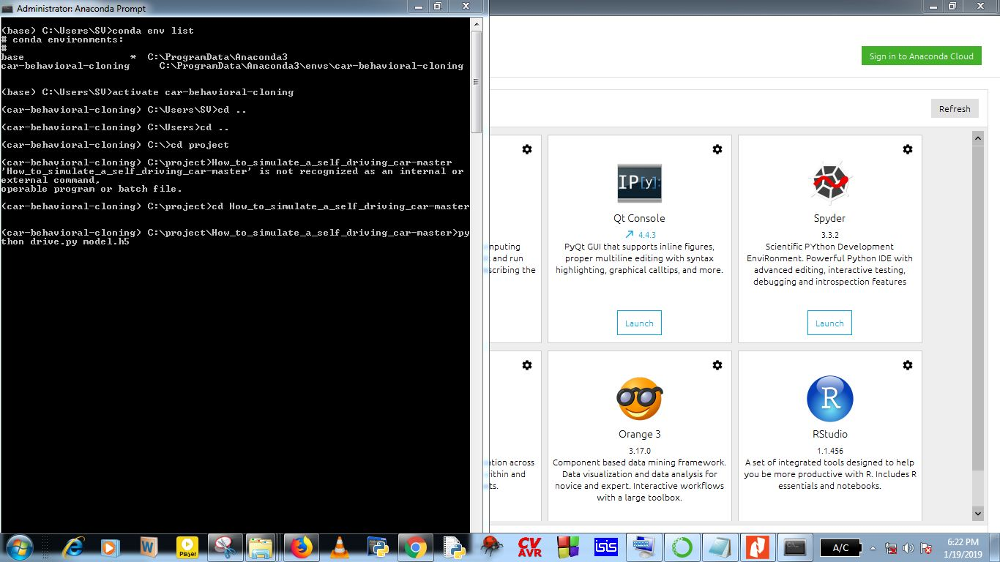 Administrator: Anaconda Prompt
(base) C:\Users\SV>conda env list
# conda environments:
#
base                  *  C:\ProgramData\Anaconda3
car-behavioral-cloning     C:\ProgramData\Anaconda3\envs\car-behavioral-cloning
(base) C:\Users\SV>activate car-behavioral-cloning
(car-behavioral-cloning) C:\Users\SV>cd ..
(car-behavioral-cloning) C:\Users>cd ..
(car-behavioral-cloning) C:\>cd project
(car-behavioral-cloning) C:\project>How_to_simulate_a_self_driving_car-master
'How_to_simulate_a_self_driving_car-master' is not recognized as an internal or
external command,
operable program or batch file.
(car-behavioral-cloning) C:\project>cd How_to_simulate_a_self_driving_car-master
(car-behavioral-cloning) C:\project\How_to_simulate_a_self_driving_car-master>py
thon drive.py model.h5
Sign in to Anaconda Cloud
Refresh
nputing
and run
scribing the
IP[y]:
Qt Console
4.4.3
PyQt GUI that supports inline figures,
proper multiline editing with syntax
highlighting, graphical calltips, and more.
Launch
Spyder
3.3.2
Scientific PYthon Development
EnviRonment. Powerful Python IDE with
advanced editing, interactive testing,
debugging and introspection features
Launch
ation across
ithin and
ts.
Orange 3
3.17.0
Component based data mining framework.
Data visualization and data analysis for
novice and expert. Interactive workflows
with a large toolbox.
R
RStudio
1.1.456
A set of integrated tools designed to help
you be more productive with R. Includes R
essentials and notebooks.
Player
CV
AVR
isis
A/C
6:22 PM
1/19/2019